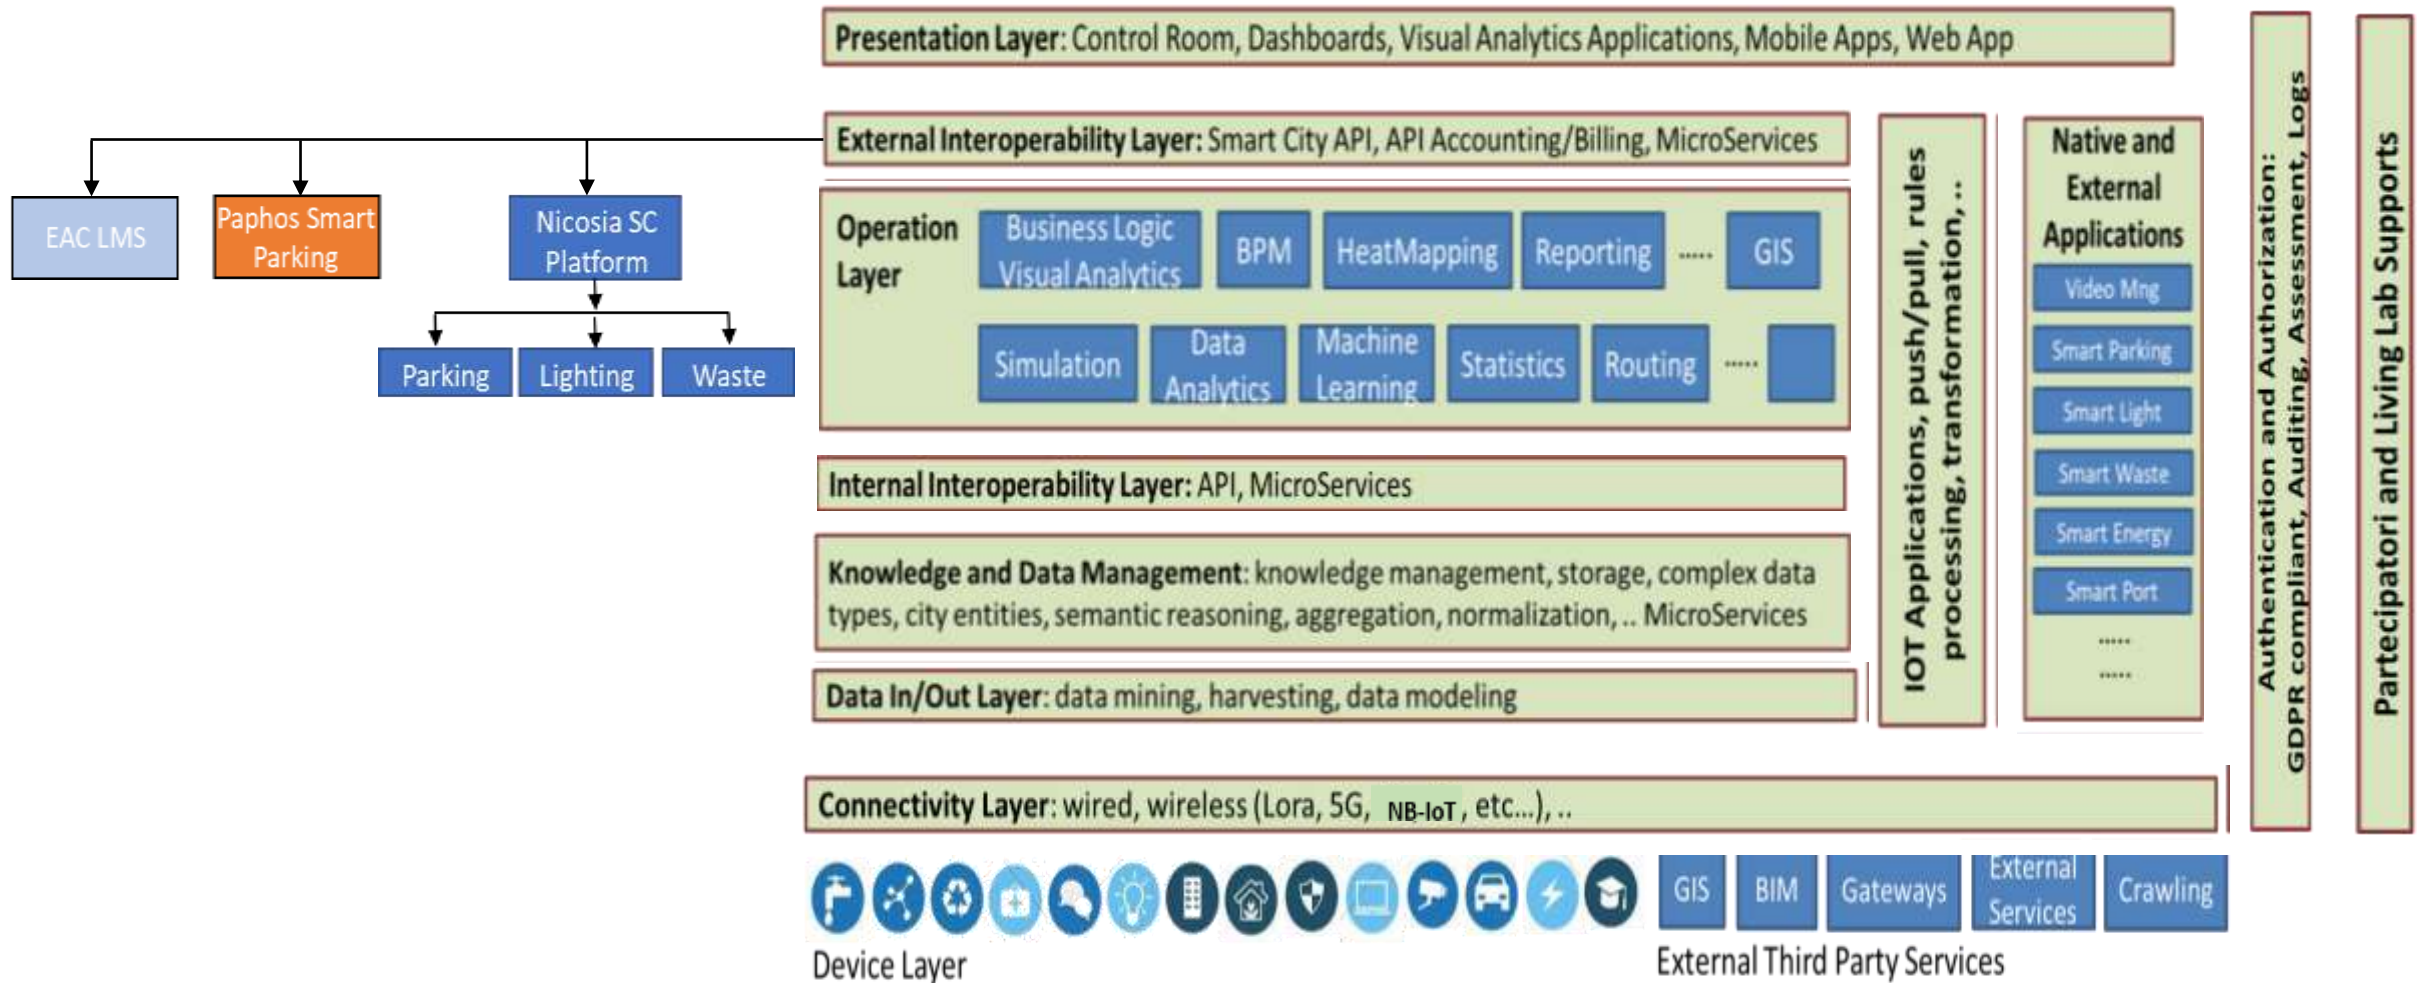 Presentation Layer: Control Room, Dashboards, Visual Analytics Applications, Mobile Apps, Web App
External Interoperability Layer: Smart City API, API Accounting/Billing, MicroServices
EAC LMS
Paphos Smart
Parking
Nicosia SC
Platform
Parking
Lighting
Waste
Operation
Layer
Business Logic
Visual Analytics
BPM
HeatMapping
Reporting
.....
GIS
Simulation
Data
Analytics
Machine
Learning
Statistics
Routing
.....
Internal Interoperability Layer: API, MicroServices
Knowledge and Data Management: knowledge management, storage, complex data
types, city entities, semantic reasoning, aggregation, normalization, .. MicroServices
Data In/Out Layer: data mining, harvesting, data modeling
IOT Applications, push/pull, rules
processing, transformation, ..
Native and
External
Applications
Video Mng
Smart Parking
Smart Light
Smart Waste
Smart Energy
Smart Port
.....
.....
Authentication and Authorization:
GDPR compliant, Auditing, Assessment, Logs
Partecipatori and Living Lab Supports
Connectivity Layer: wired, wireless (Lora, 5G, NB-IoT, etc...), ..
Device Layer
GIS
BIM
Gateways
External
Services
Crawling
External Third Party Services